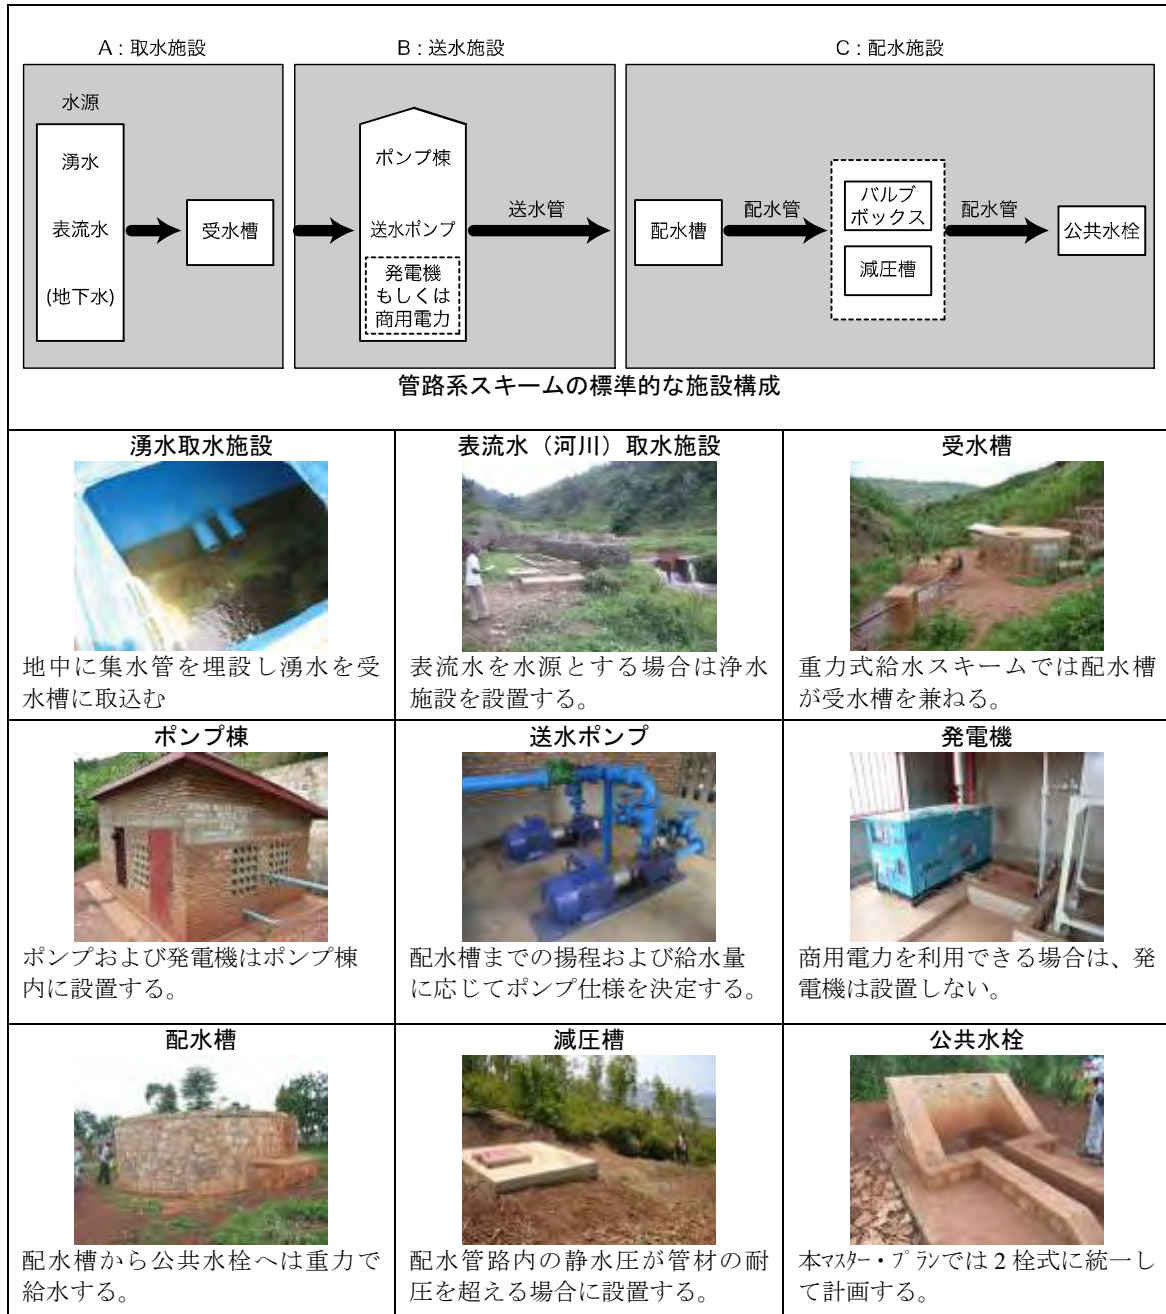 A : 取水施設
B : 送水施設
C : 配水施設
水源
湧水
表流水
(地下水)
受水槽
ポンプ棟
送水ポンプ
発電機
もしくは
商用電力
送水管
配水槽
配水管
バルブ
ボックス
減圧槽
配水管
公共水栓
管路系スキームの標準的な施設構成
湧水取水施設
地中に集水管を埋設し湧水を受
水槽に取込む
表流水（河川）取水施設
表流水を水源とする場合は浄水
施設を設置する。
受水槽
重力式給水スキームでは配水槽
が受水槽を兼ねる。
ポンプ棟
ポンプおよび発電機はポンプ棟
内に設置する。
送水ポンプ
配水槽までの揚程および給水量
に応じてポンプ仕様を決定する。
発電機
商用電力を利用できる場合は、発
電機は設置しない。
配水槽
配水槽から公共水栓へは重力で
給水する。
減圧槽
配水管路内の静水圧が管材の耐
圧を超える場合に設置する。
公共水栓
本マスター・プランでは 2 栓式に統一し
て計画する。